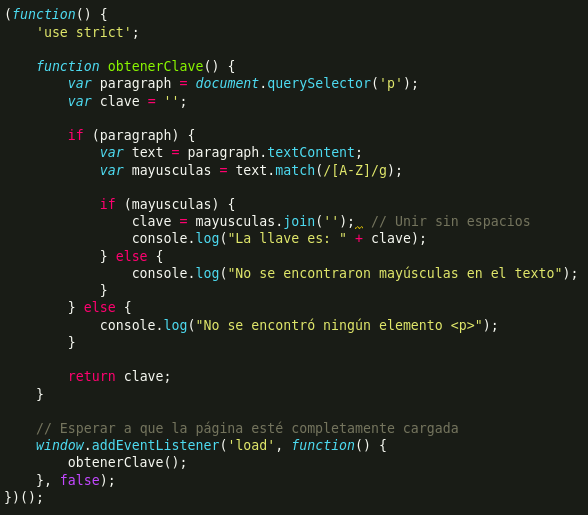 (function() {
    'use strict';

    function obtenerClave() {
        var paragraph = document.querySelector('p');
        var clave = '';

        if (paragraph) {
            var text = paragraph.textContent;
            var mayusculas = text.match(/[A-Z]/g);

            if (mayusculas) {
                clave = mayusculas.join('');  // Unir sin espacios
                console.log("La llave es: " + clave);
            } else {
                console.log("No se encontraron mayúsculas en el texto");
            }
        } else {
            console.log("No se encontró ningún elemento <p>");
        }

        return clave;
    }

    // Esperar a que la página esté completamente cargada
    window.addEventListener('load', function() {
        obtenerClave();
    }, false);
})();